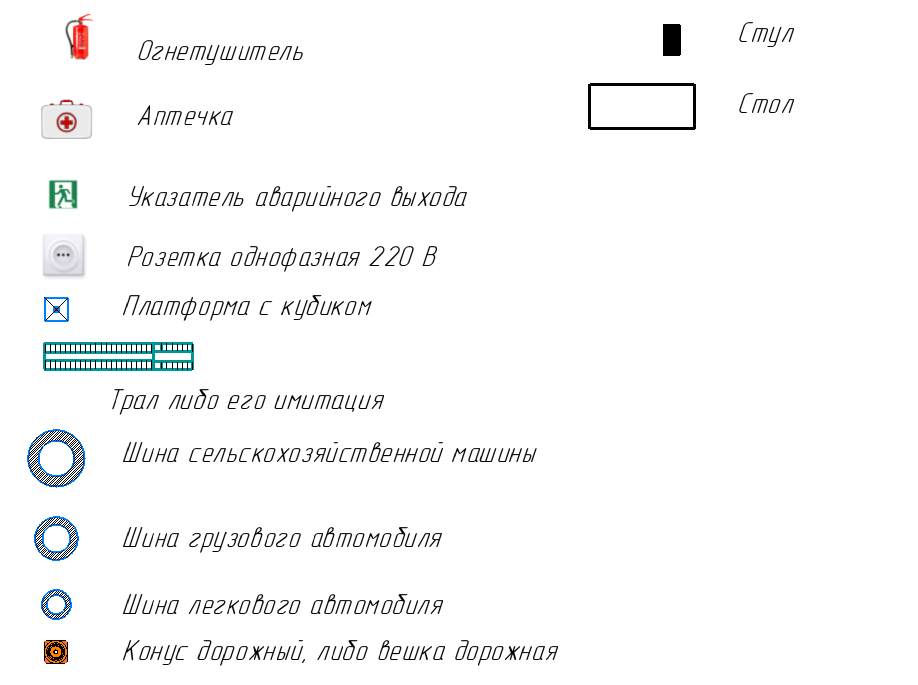 Огнетушитель
Аптечка
Указатель аварийного выхода
Розетка однофазная 220 В
Платформа с кубиком
Трал либо его имитация
Шина сельскохозяйственной машины
Шина грузового автомобиля
Шина легкового автомобиля
Конус дорожный, либо вешка дорожная
Стул
Стол